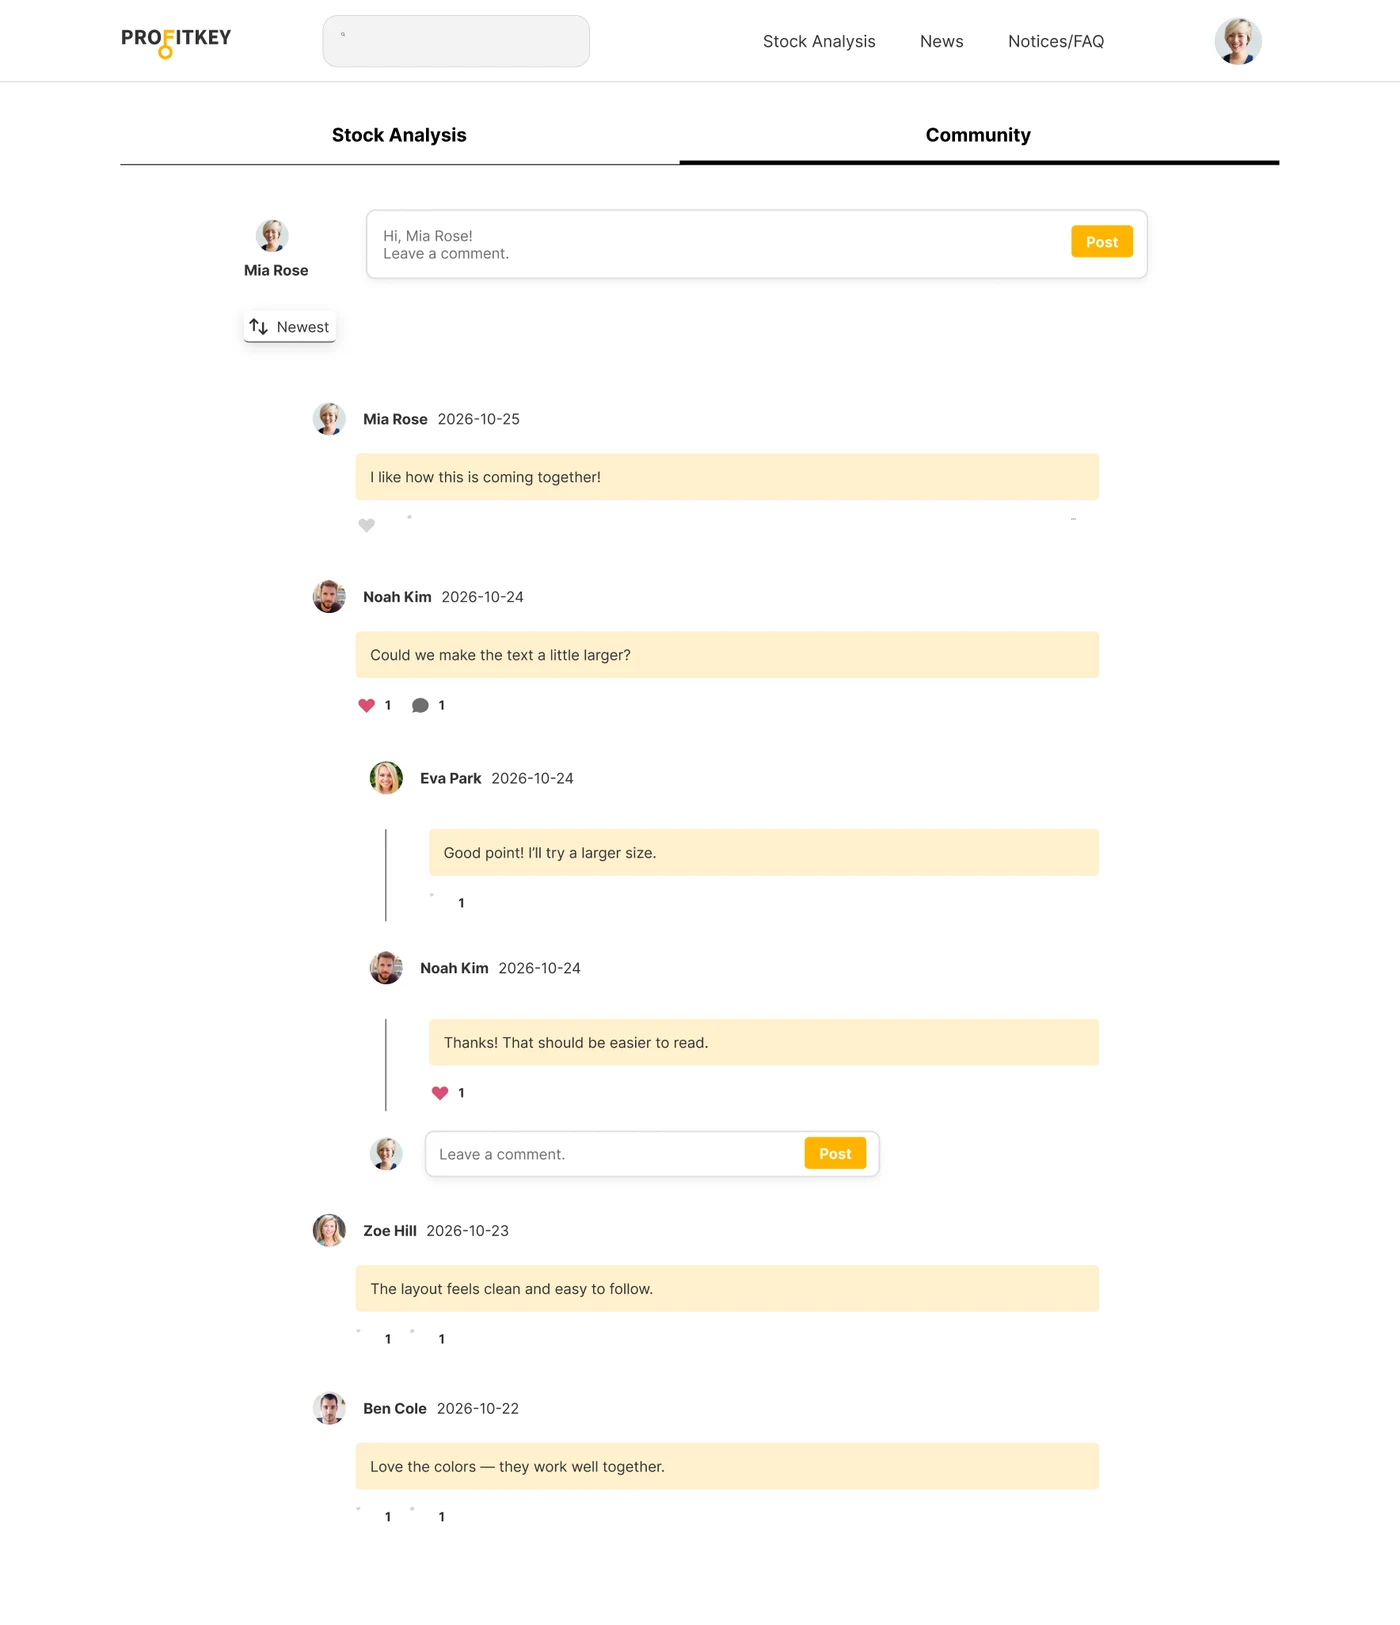 PROFITKEY
Stock Analysis
News
Notices/FAQ
Stock Analysis
Community
Mia Rose
Hi, Mia Rose!
Leave a comment.
Post
Newest
Mia Rose 2026-10-25
I like how this is coming together!
Noah Kim 2026-10-24
Could we make the text a little larger?
1 1
Eva Park 2026-10-24
Good point! I'll try a larger size.
1
Noah Kim 2026-10-24
Thanks! That should be easier to read.
1
Leave a comment.
Post
Zoe Hill 2026-10-23
The layout feels clean and easy to follow.
1 1
Ben Cole 2026-10-22
Love the colors — they work well together.
1 1